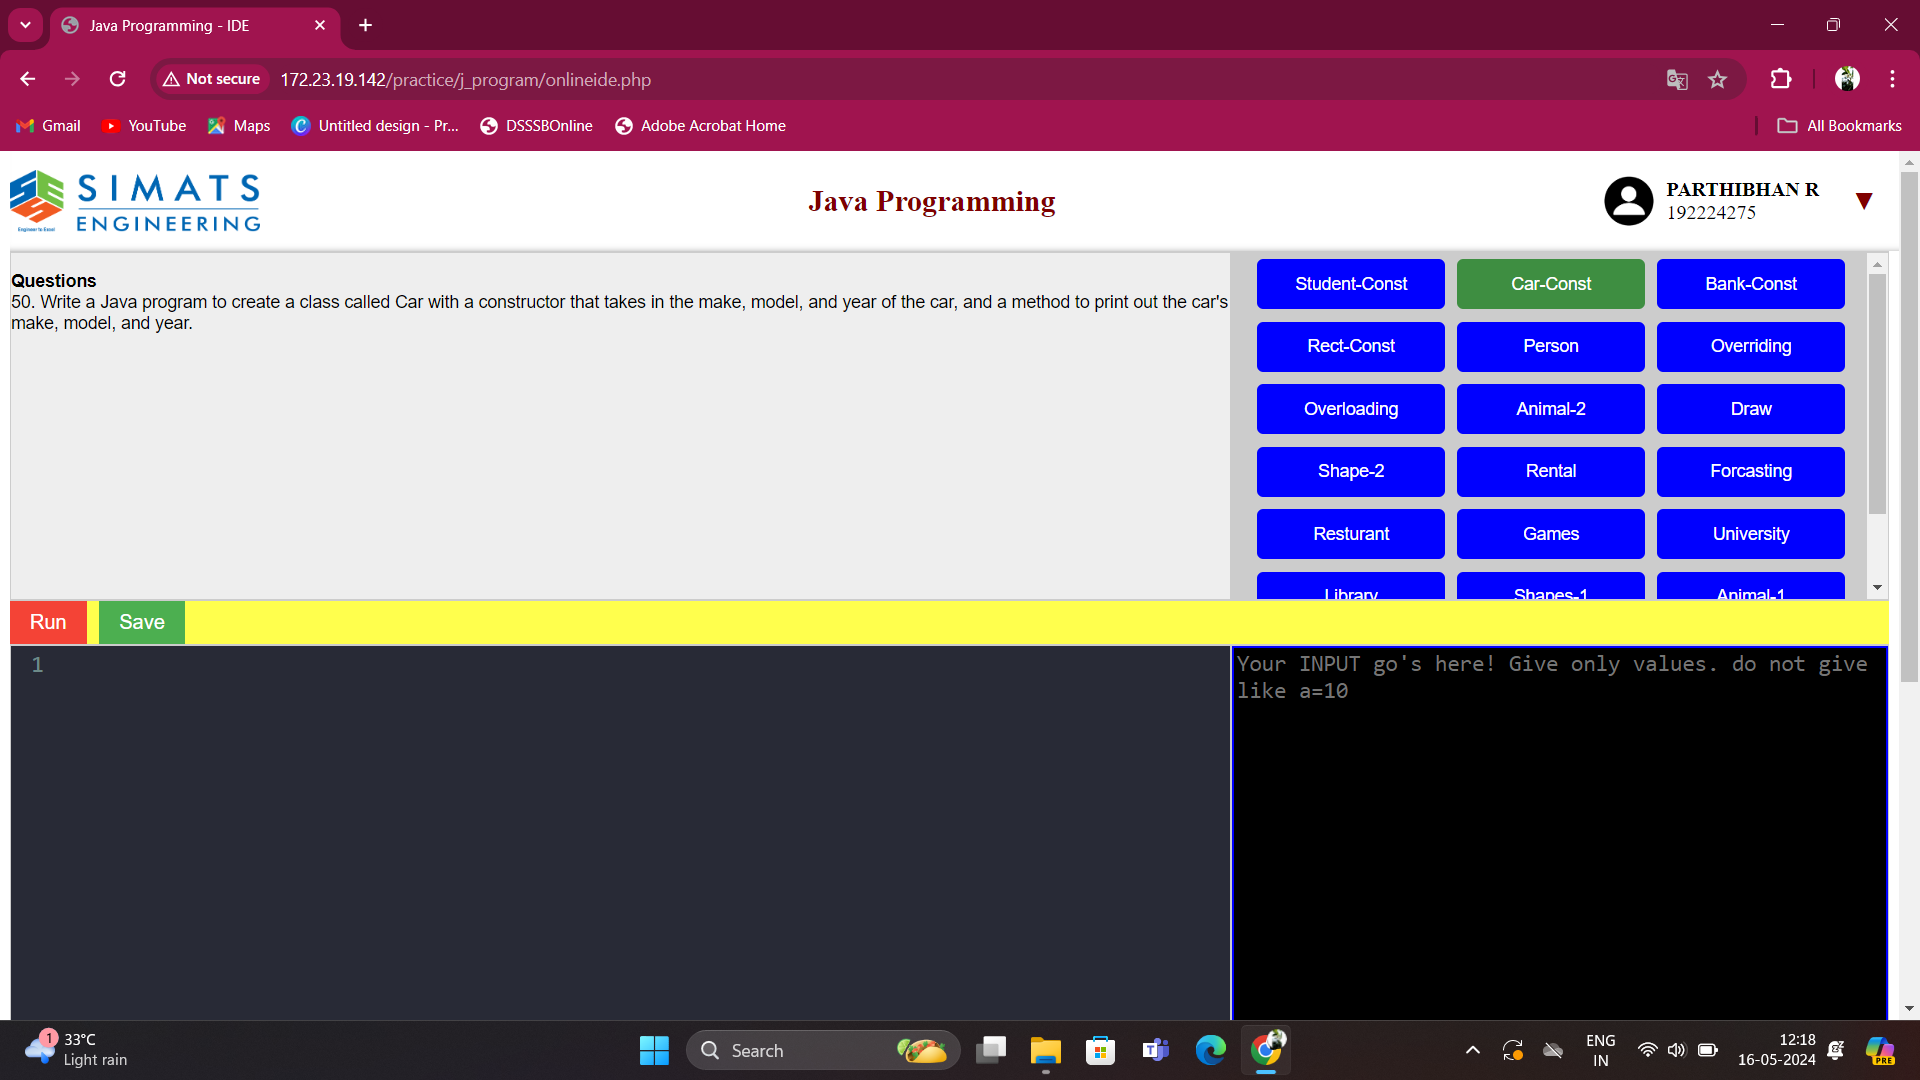 Java Programming - IDE
Not secure
172.23.19.142/practice/j_program/onlineide.php
Gmail
YouTube
Maps
Untitled design - Pr...
DSSSBOnline
Adobe Acrobat Home
All Bookmarks
SIMATS
ENGINEERING
Engineer to Excel
Java Programming
PARTHIBHAN R
192224275
Questions
50. Write a Java program to create a class called Car with a constructor that takes in the make, model, and year of the car, and a method to print out the car's
make, model, and year.
Student-Const
Car-Const
Bank-Const
Rect-Const
Person
Overriding
Overloading
Animal-2
Draw
Shape-2
Rental
Forcasting
Resturant
Games
University
Library
Shapes-1
Animal-1
Run
Save
1
Your INPUT go's here! Give only values. do not give
like a=10
1
33°C
Light rain
Search
ENG
IN
12:18
16-05-2024
PRE